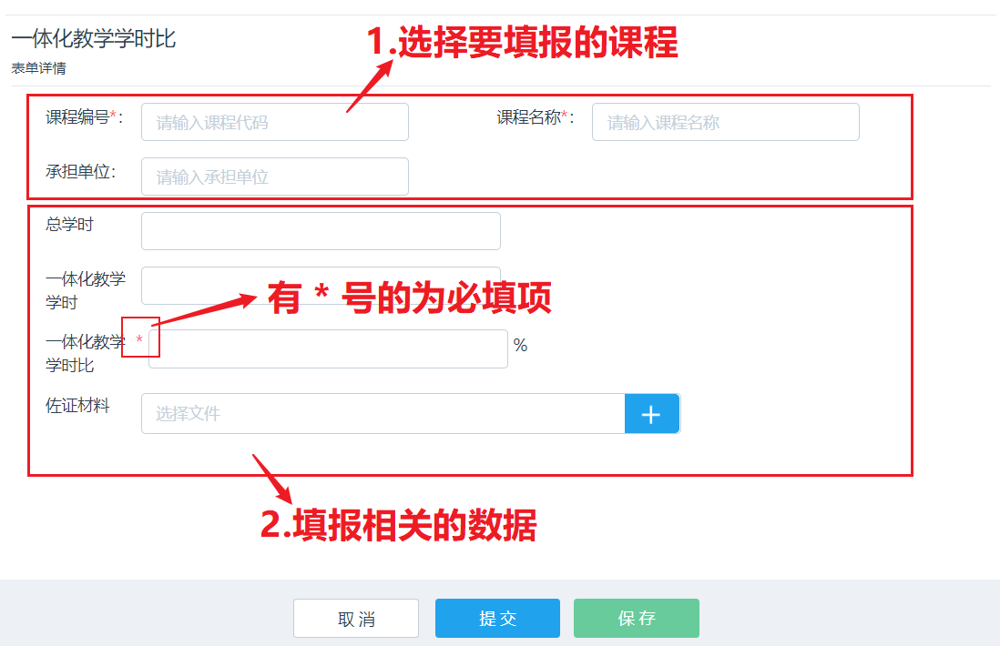 一体化教学学时比
1.选择要填报的课程
表单详情
课程编号*： 请输入课程代码 课程名称*： 请输入课程名称
承担单位： 请输入承担单位
总学时
一体化教学
学时
有 * 号的为必填项
一体化教学 * %
学时比
佐证材料 选择文件 +
2.填报相关的数据
取消 提交 保存